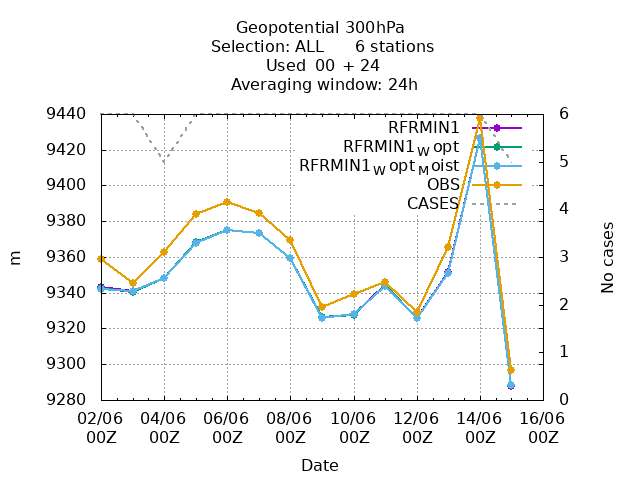 Geopotential 300hPa
Selection: ALL 6 stations
Used 00 + 24
Averaging window: 24h
9440
9420
9400
9380
9360
9340
9320
9300
9280
m
6
5
4
3
2
1
0
No cases
RFRMIN1
RFRMIN1W opt
RFRMIN1W optM oist
OBS
CASES
02/06 04/06 06/06 08/06 10/06 12/06 14/06 16/06
00Z 00Z 00Z 00Z 00Z 00Z 00Z 00Z
Date